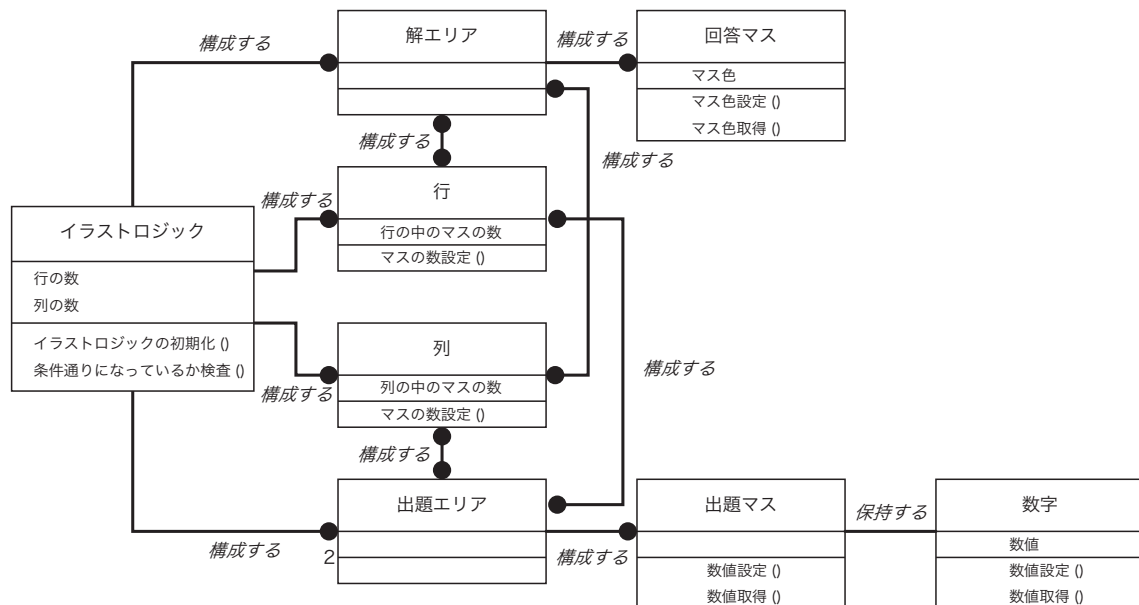 構成する
解エリア
構成する
回答マス
マス色
マス色設定 ()
マス色取得 ()
構成する
構成する
構成する
行
行の中のマスの数
マスの数設定 ()
イラストロジック
行の数
列の数
イラストロジックの初期化 ()
条件通りになっているか検査 ()
列
列の中のマスの数
マスの数設定 ()
構成する
構成する
構成する
出題エリア
構成する
2
構成する
出題マス
数値設定 ()
数値取得 ()
保持する
数字
数値
数値設定 ()
数値取得 ()